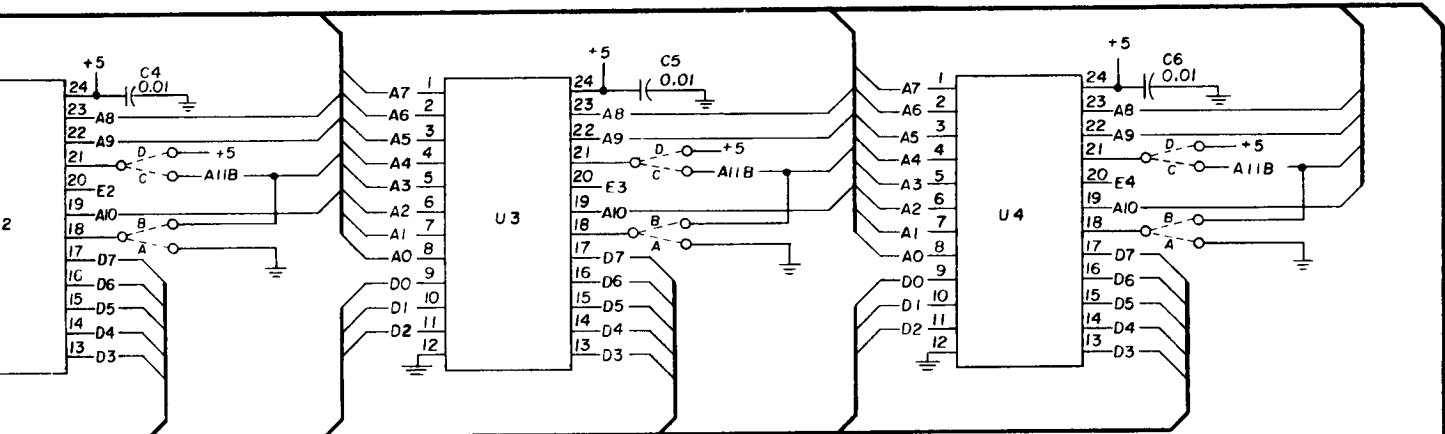 +5
C4
0.01
24
23 A8
22 A9
21
D +5
C A11B
20 E2
19 A10
18
B
A
17 D7
16 D6
15 D5
14 D4
13 D3
2
A7 1
A6 2
A5 3
A4 4
A3 5
A2 6
A1 7
A0 8
D0 9
D1 10
D2 11
12
U3
+5
C5
0.01
24
23 A8
22 A9
21
D +5
C A11B
20 E3
19 A10
18
B
A
17 D7
16 D6
15 D5
14 D4
13 D3
A7 1
A6 2
A5 3
A4 4
A3 5
A2 6
A1 7
A0 8
D0 9
D1 10
D2 11
12
U4
+5
C6
0.01
24
23 A8
22 A9
21
D +5
C A11B
20 E4
19 A10
18
B
A
17 D7
16 D6
15 D5
14 D4
13 D3